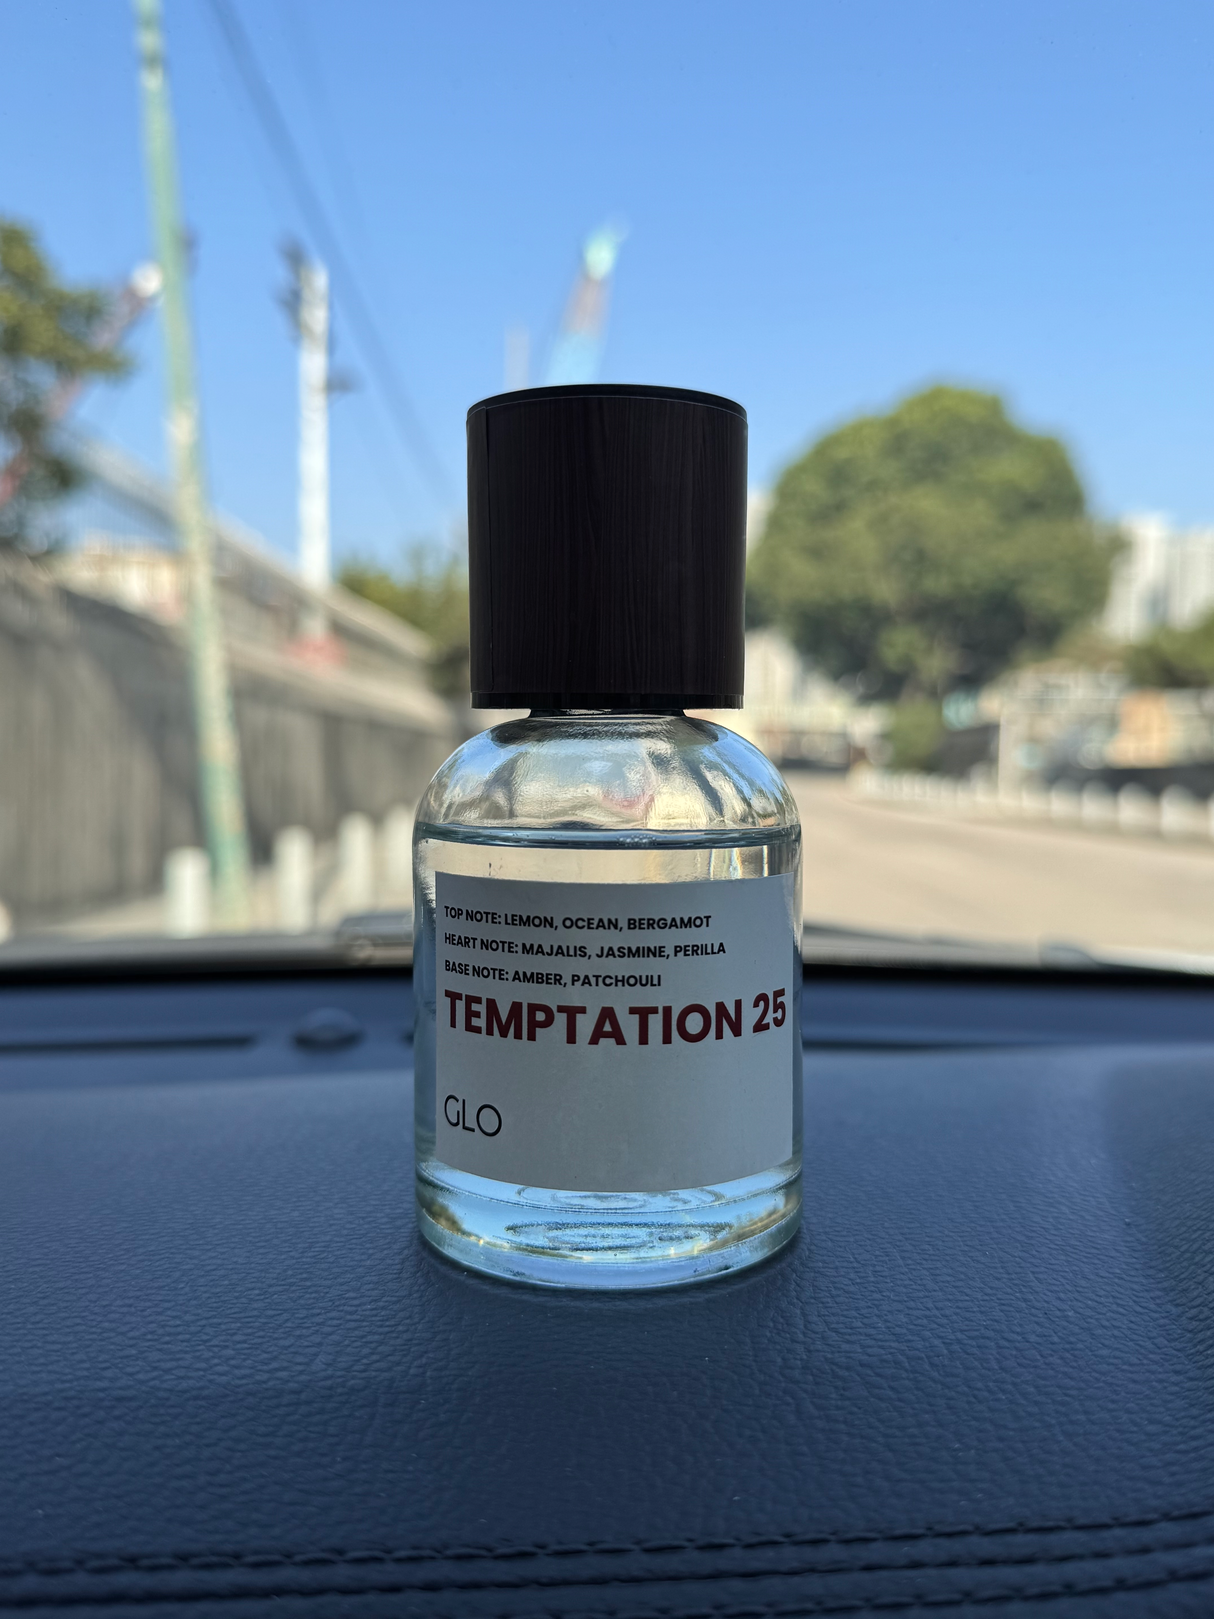 TOP NOTE: LEMON, OCEAN, BERGAMOT
HEART NOTE: MAJALIS, JASMINE, PERILLA
BASE NOTE: AMBER, PATCHOULI
TEMPTATION 25
GLO